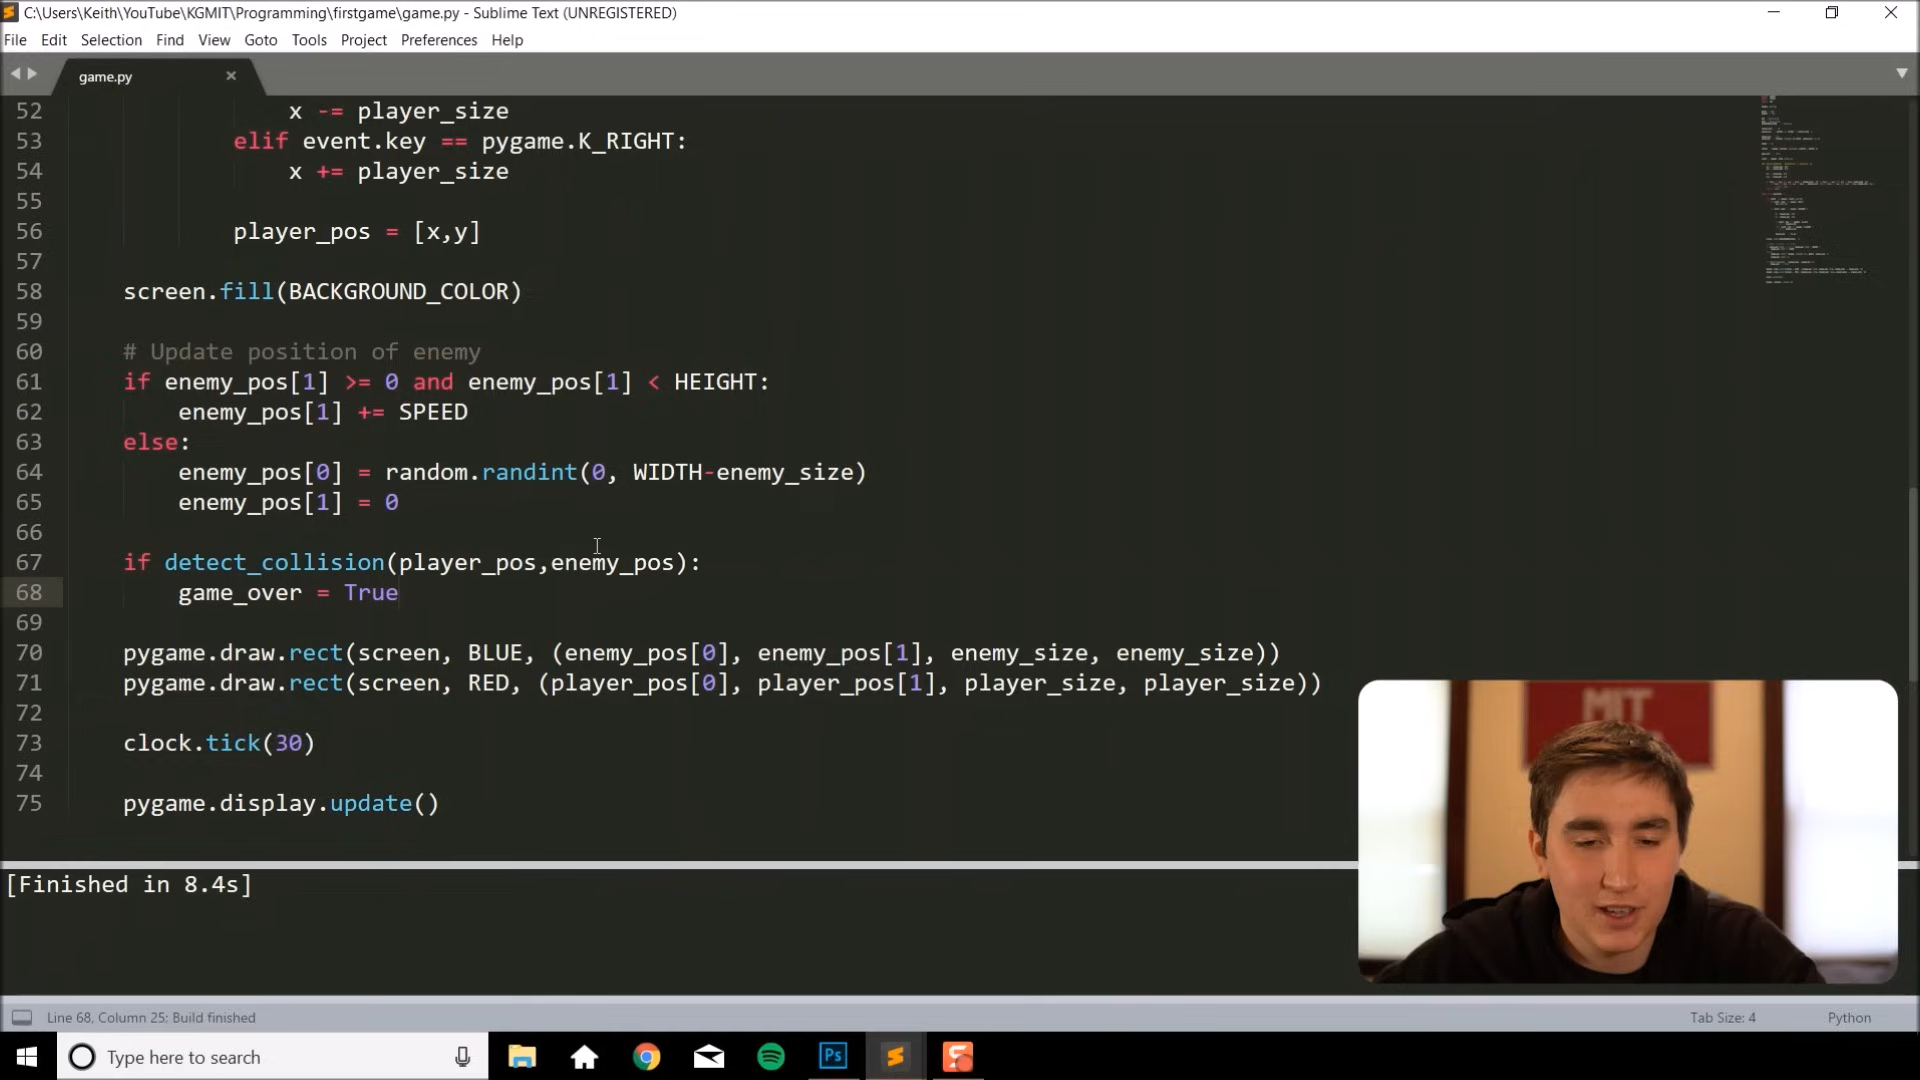 C:\Users\Keith\YouTube\KGMIT\Programming\firstgame\game.py - Sublime Text (UNREGISTERED)
File Edit Selection Find View Goto Tools Project Preferences Help
game.py
52 x -= player_size
53 elif event.key == pygame.K_RIGHT:
54 x += player_size
55
56 player_pos = [x,y]
57
58 screen.fill(BACKGROUND_COLOR)
59
60 # Update position of enemy
61 if enemy_pos[1] >= 0 and enemy_pos[1] < HEIGHT:
62 enemy_pos[1] += SPEED
63 else:
64 enemy_pos[0] = random.randint(0, WIDTH-enemy_size)
65 enemy_pos[1] = 0
66
67 if detect_collision(player_pos,enemy_pos):
68 game_over = True
69
70 pygame.draw.rect(screen, BLUE, (enemy_pos[0], enemy_pos[1], enemy_size, enemy_size))
71 pygame.draw.rect(screen, RED, (player_pos[0], player_pos[1], player_size, player_size))
72
73 clock.tick(30)
74
75 pygame.display.update()
MIT
[Finished in 8.4s]
Line 68, Column 25; Build finished
Tab Size: 4
Python
Type here to search
Ps